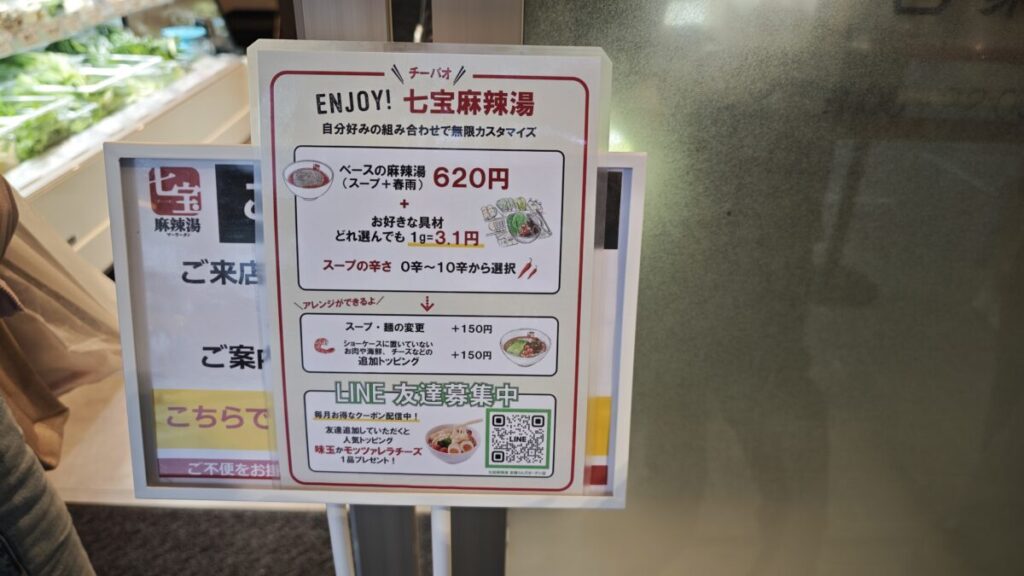 チーパオ
ENJOY! 七宝麻辣湯
自分好みの組み合わせで無限カスタマイズ
ベースの麻辣湯
(スープ+春雨) 620円
+
お好きな具材
どれ選んでも 1g=3.1円
スープの辛さ 0辛～10辛から選択
アレンジができるよ
スープ・麺の変更 +150円
ショーケースに置いていない
お肉や海鮮、チーズなどの
追加トッピング +150円
LINE 友達募集中
毎月お得なクーポン配信中!
友達追加していただくと
人気トッピング
味玉かモッツァレラチーズ
1品プレゼント!
LINE
七宝
麻辣湯
マーラータン
ご来店
ご案内
こちらで
ご不便をお掛